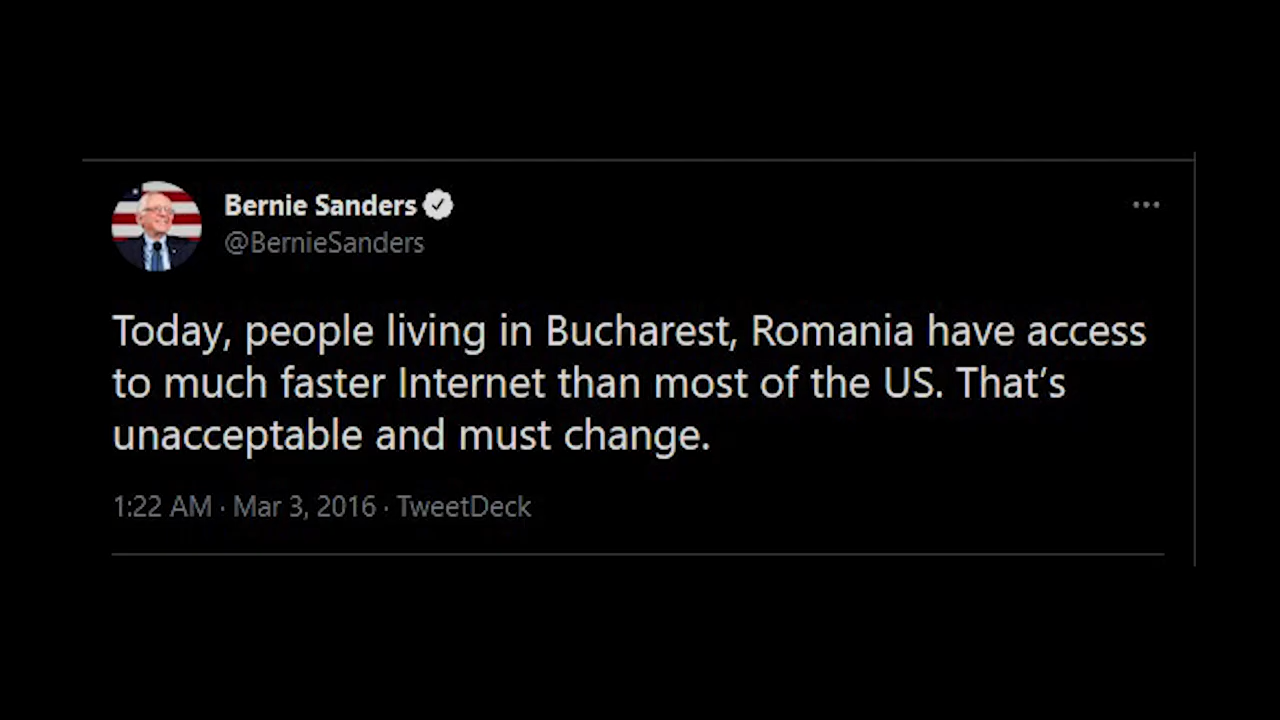 Bernie Sanders
@BernieSanders
Today, people living in Bucharest, Romania have access
to much faster Internet than most of the US. That’s
unacceptable and must change.
1:22 AM · Mar 3, 2016 · TweetDeck